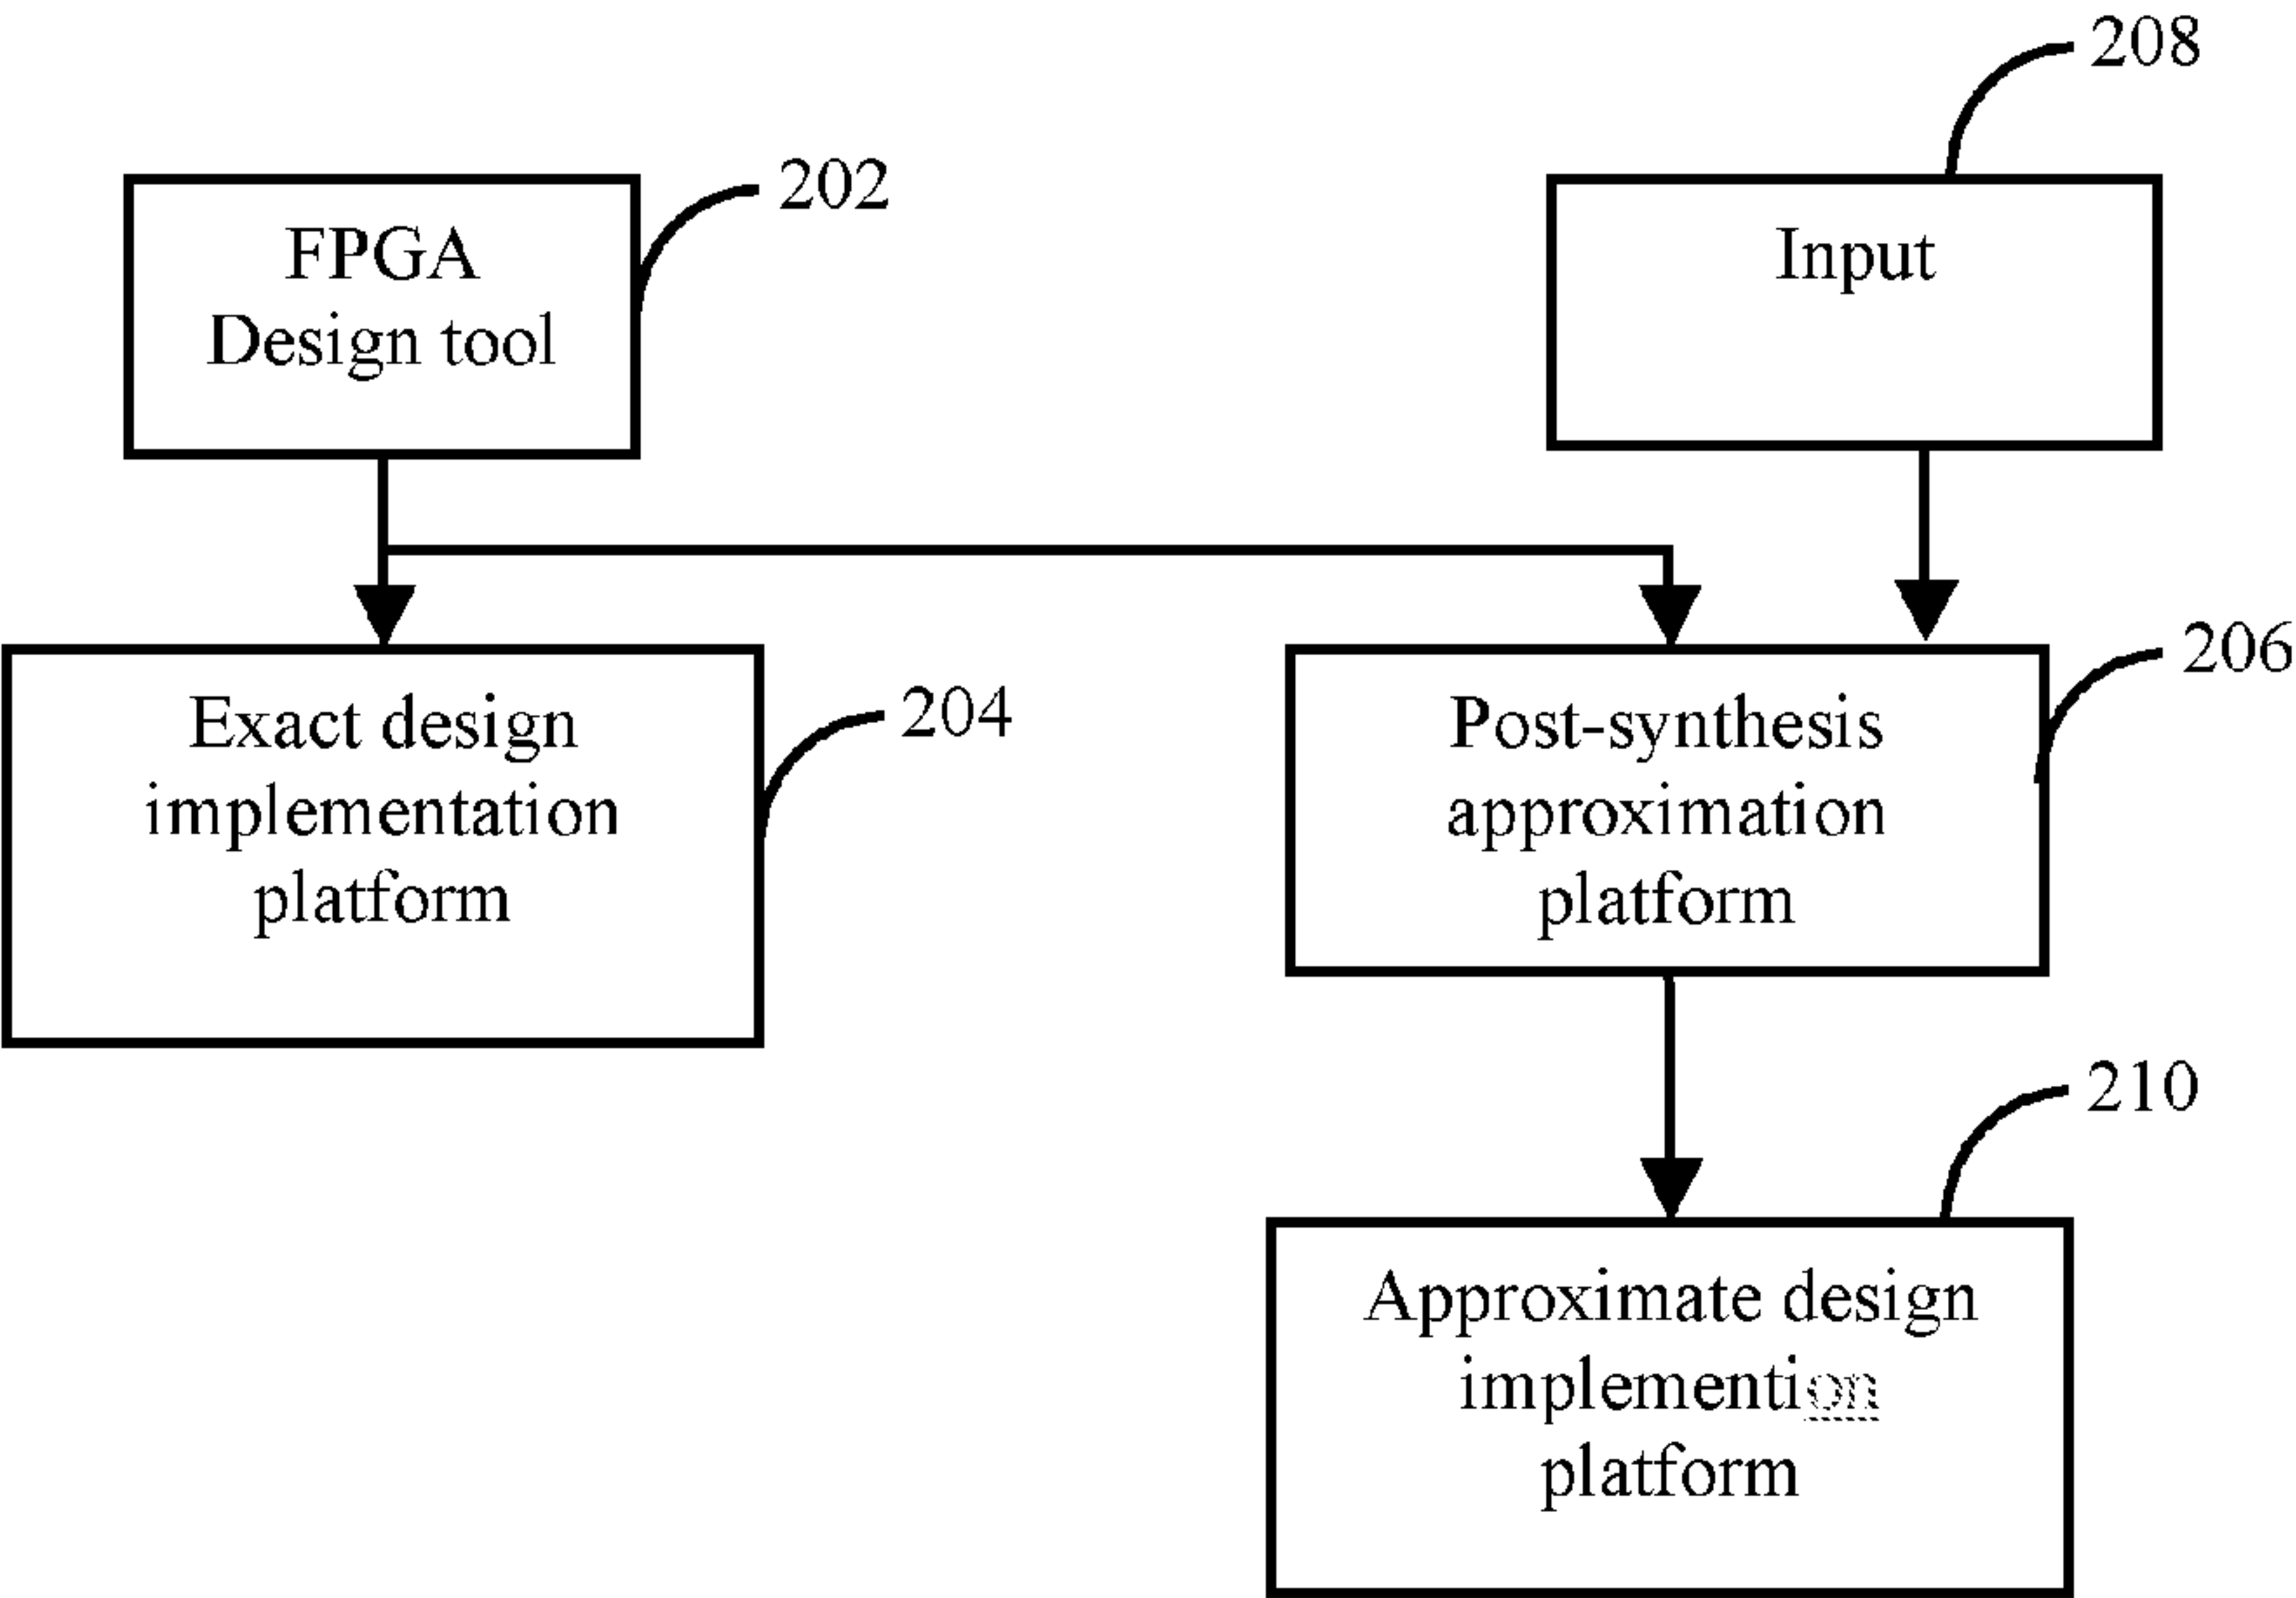 208
202
FPGA
Design tool
Input
206
204
Exact design
implementation
platform
Post-synthesis
approximation
platform
210
Approximate design
implemention
platform